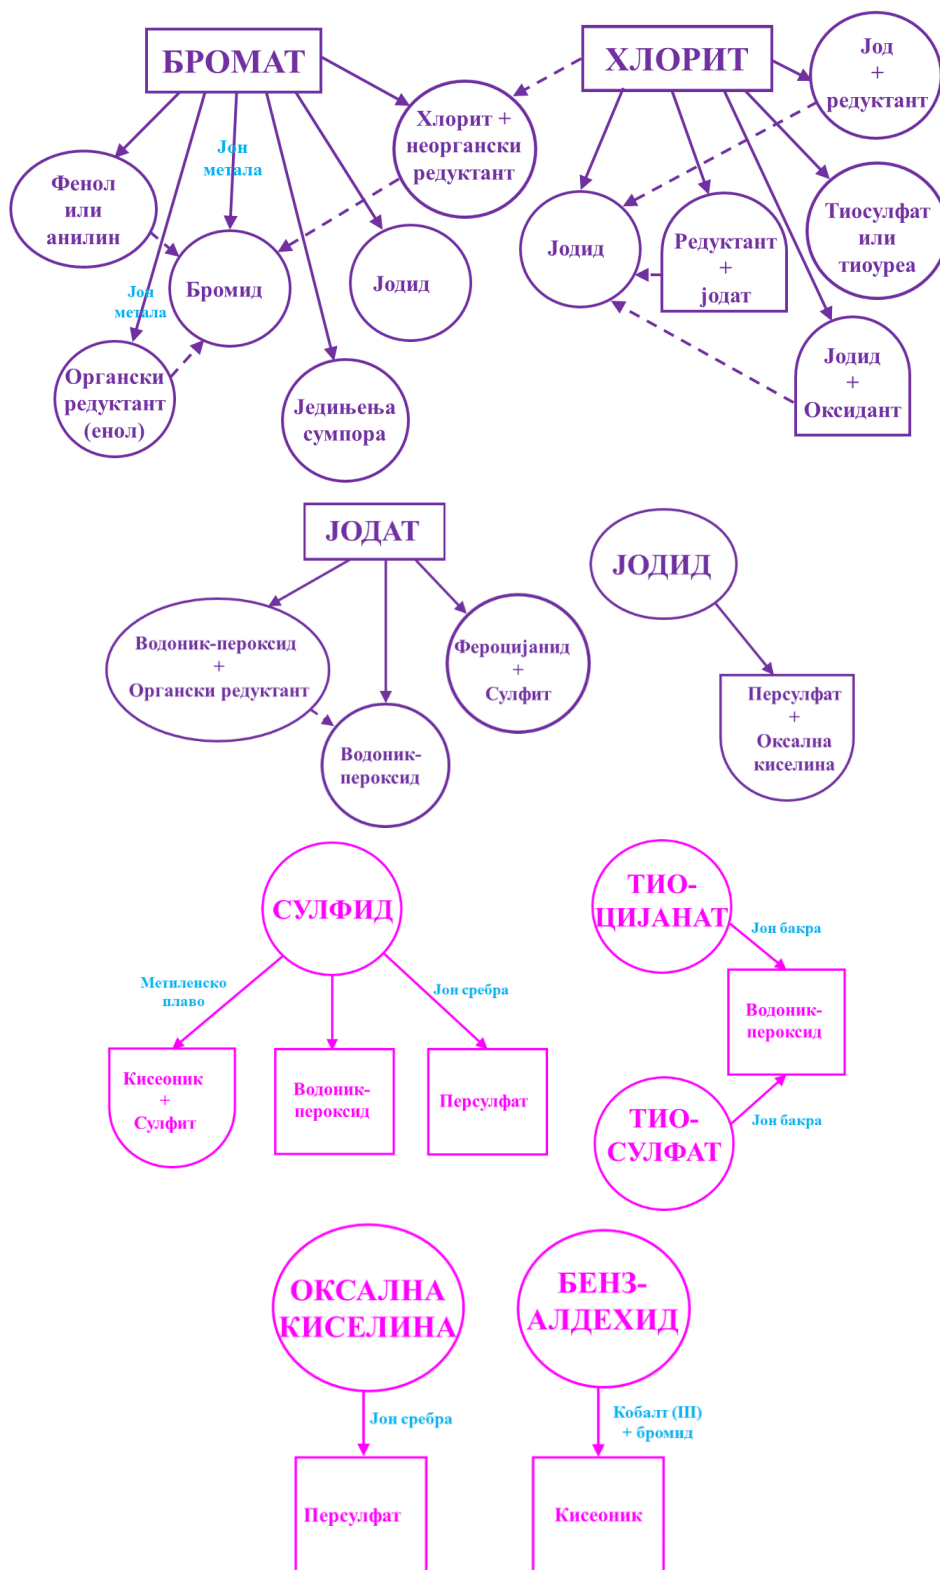 БРОМАТ
ХЛОРИТ
Јод
+
редуктант
Хлорит +
неоргански
редуктант
Јон
метала
Фенол
или
анилин
Тиосулфат
или
тиоуреа
Јодид
Редуктант
+
јодат
Бромид
Јодид
Јон
метала
Јодид
+
Оксидант
Органски
редуктант
(енол)
Једињења
сумпора
ЈОДАТ
ЈОДИД
Водоник-пероксид
+
Органски редуктант
Фероцијанид
+
Сулфит
Водоник-
пероксид
Персулфат
+
Оксална
киселина
СУЛФИД
ТИО-
ЦИЈАНАТ
Јон бакра
Метиленско
плаво
Јон сребра
Водоник-
пероксид
Кисеоник
+
Сулфит
Водоник-
пероксид
Персулфат
ТИО-
СУЛФАТ
Јон бакра
ОКСАЛНА
КИСЕЛИНА
БЕНЗ-
АЛДЕХИД
Јон сребра
Кобалт (III)
+ бромид
Персулфат
Кисеоник